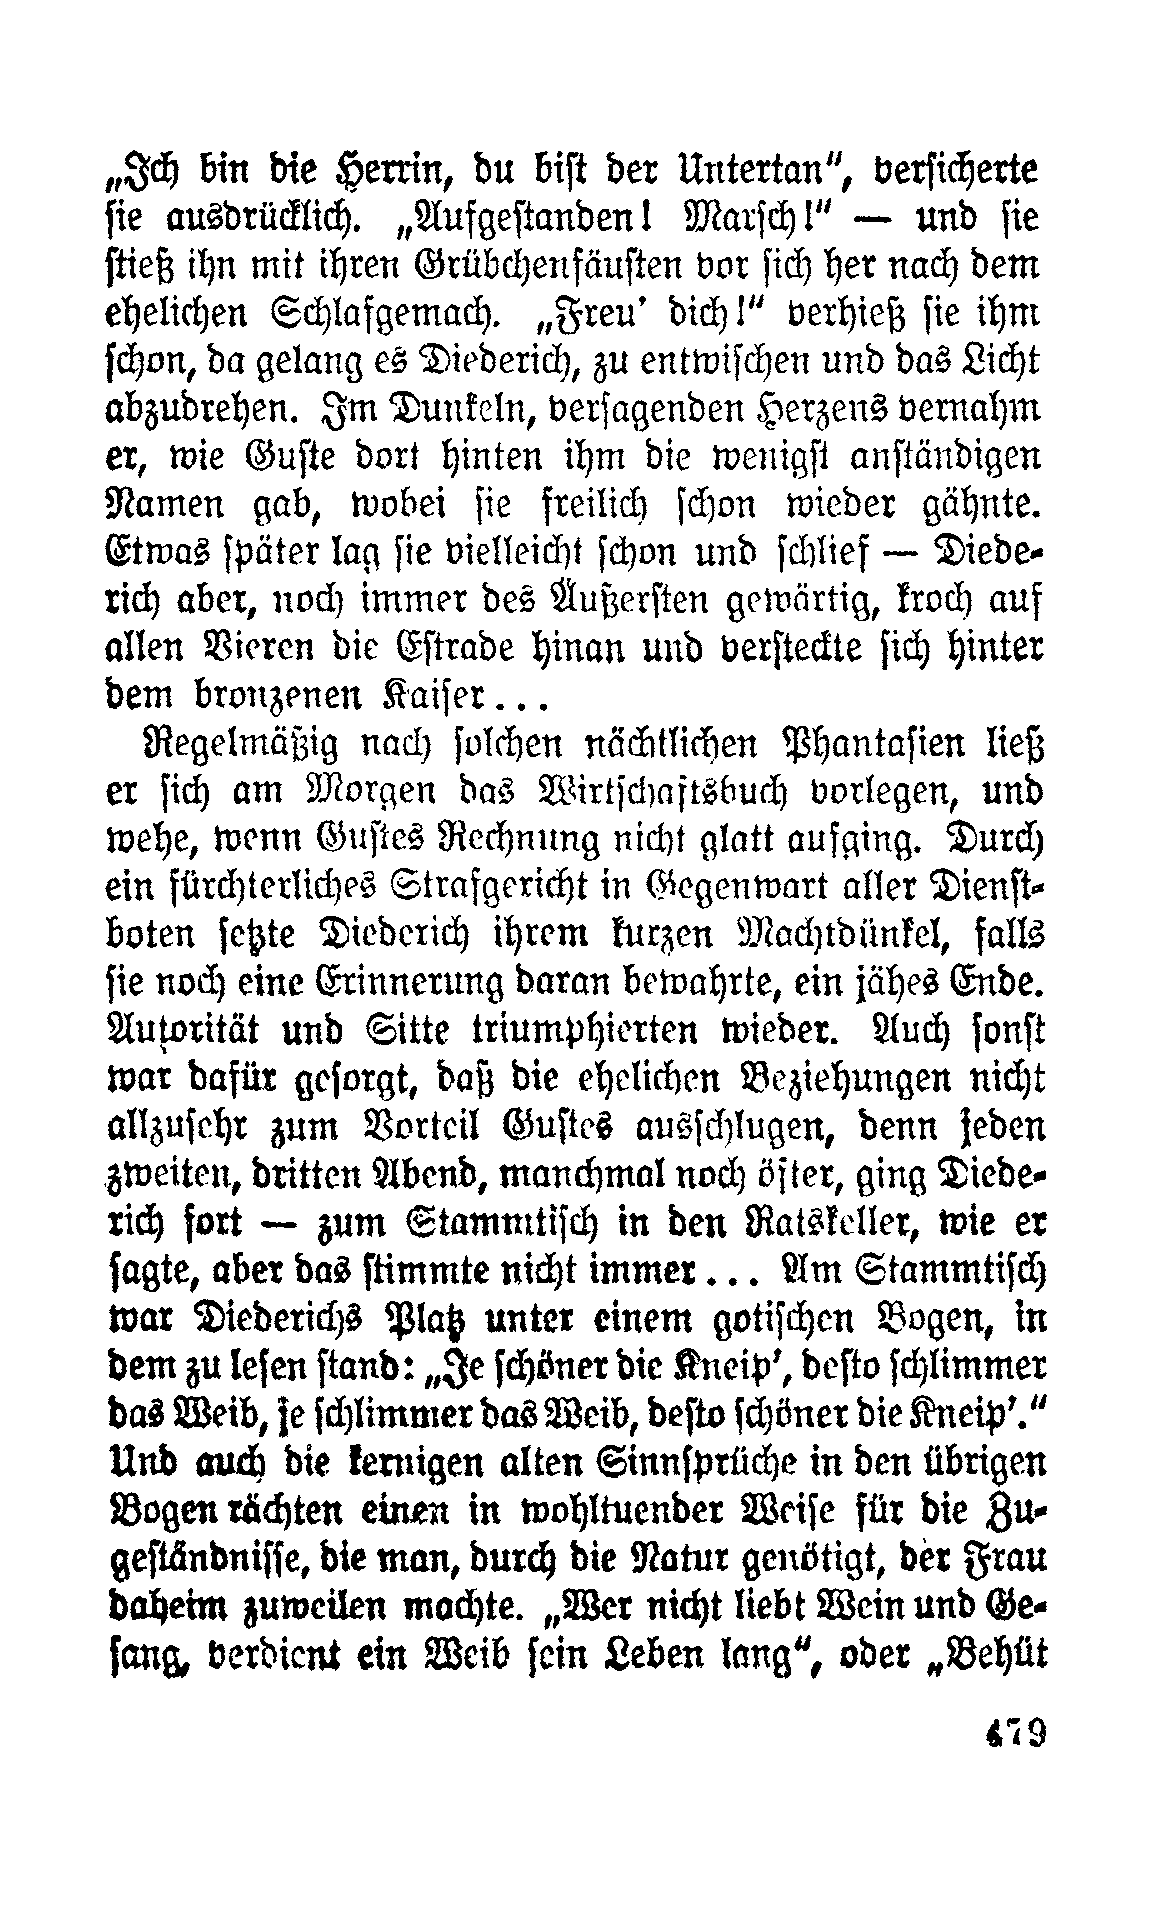 „Ich bin die Herrin, du bist der Untertan“, versicherte
sie ausdrücklich. „Aufgestanden! Marsch!“ — und sie
stieß ihn mit ihren Grübchenfäusten vor sich her nach dem
ehelichen Schlafgemach. „Freu’ dich!“ verhieß sie ihm
schon, da gelang es Diederich, zu entwischen und das Licht
abzudrehen. Im Dunkeln, versagenden Herzens vernahm
er, wie Guste dort hinten ihm die wenigst anständigen
Namen gab, wobei sie freilich schon wieder gähnte.
Etwas später lag sie vielleicht schon und schlief — Diede-
rich aber, noch immer des Äußersten gewärtig, kroch auf
allen Vieren die Estrade hinan und versteckte sich hinter
dem bronzenen Kaiser...
Regelmäßig nach solchen nächtlichen Phantasien ließ
er sich am Morgen das Wirtschaftsbuch vorlegen, und
wehe, wenn Gustes Rechnung nicht glatt aufging. Durch
ein fürchterliches Strafgericht in Gegenwart aller Dienst-
boten setzte Diederich ihrem kurzen Machtdünkel, falls
sie noch eine Erinnerung daran bewahrte, ein jähes Ende.
Autorität und Sitte triumphierten wieder. Auch sonst
war dafür gesorgt, daß die ehelichen Beziehungen nicht
allzusehr zum Vorteil Gustes ausschlugen, denn jeden
zweiten, dritten Abend, manchmal noch öfter, ging Diede-
rich fort — zum Stammtisch in den Ratskeller, wie er
sagte, aber das stimmte nicht immer... Am Stammtisch
war Diederichs Platz unter einem gotischen Bogen, in
dem zu lesen stand: „Je schöner die Kneip’, desto schlimmer
das Weib, je schlimmer das Weib, desto schöner die Kneip’.“
Und auch die kernigen alten Sinnsprüche in den übrigen
Bogen rächten einen in wohltuender Weise für die Zu-
geständnisse, die man, durch die Natur genötigt, der Frau
daheim zuweilen machte. „Wer nicht liebt Wein und Ge-
sang, verdient ein Weib sein Leben lang“, oder „Behüt
479